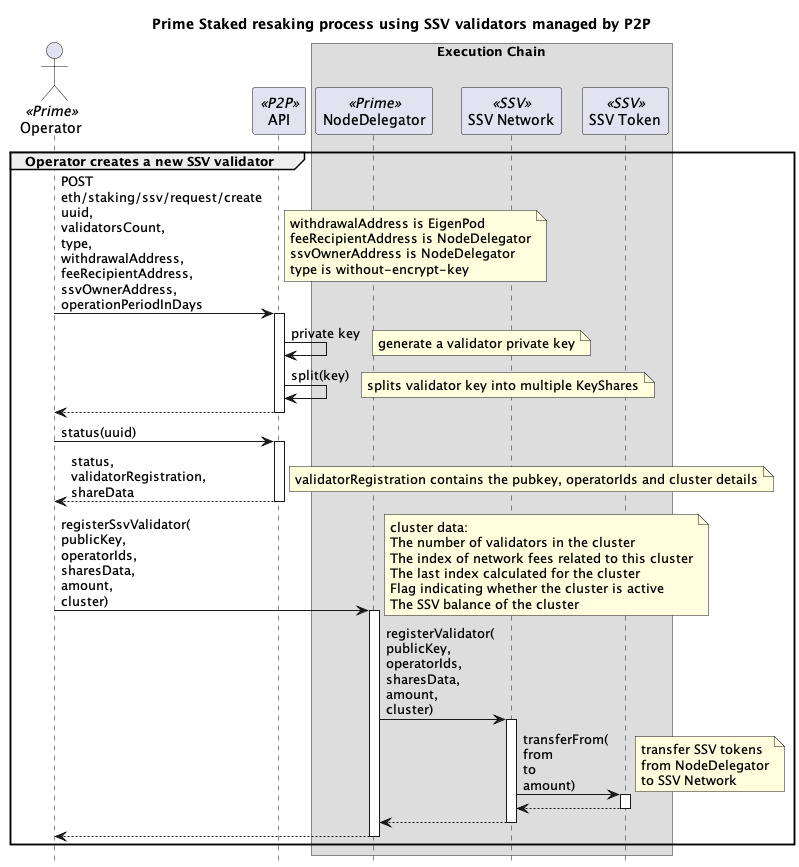 Prime Staked resaking process using SSV validators managed by P2P
Execution Chain
«Prime»
Operator
«P2P»
API
«Prime»
NodeDelegator
«SSV»
SSV Network
«SSV»
SSV Token
Operator creates a new SSV validator
POST
eth/staking/ssv/request/create
uuid,
validatorsCount,
type,
withdrawalAddress,
feeRecipientAddress,
ssvOwnerAddress,
operationPeriodInDays
withdrawalAddress is EigenPod
feeRecipientAddress is NodeDelegator
ssvOwnerAddress is NodeDelegator
type is without-encrypt-key
private key
generate a validator private key
split(key)
splits validator key into multiple KeyShares
status(uuid)
status,
validatorRegistration,
shareData
validatorRegistration contains the pubkey, operatorIds and cluster details
registerSsvValidator(
publicKey,
operatorIds,
sharesData,
amount,
cluster)
cluster data:
The number of validators in the cluster
The index of network fees related to this cluster
The last index calculated for the cluster
Flag indicating whether the cluster is active
The SSV balance of the cluster
registerValidator(
publicKey,
operatorIds,
sharesData,
amount,
cluster)
transferFrom(
from
to
amount)
transfer SSV tokens
from NodeDelegator
to SSV Network